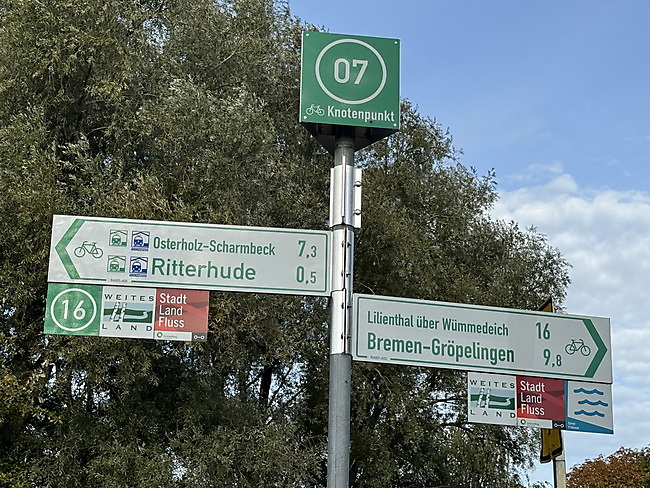 07
Knotenpunkt
Osterholz-Scharmbeck 7,3
Ritterhude 0,5
16
WEITES
LAND
Stadt
Land
Fluss
Lilienthal über Wümmedeich 16
Bremen-Gröpelingen 9,8
WEITES
LAND
Stadt
Land
Fluss